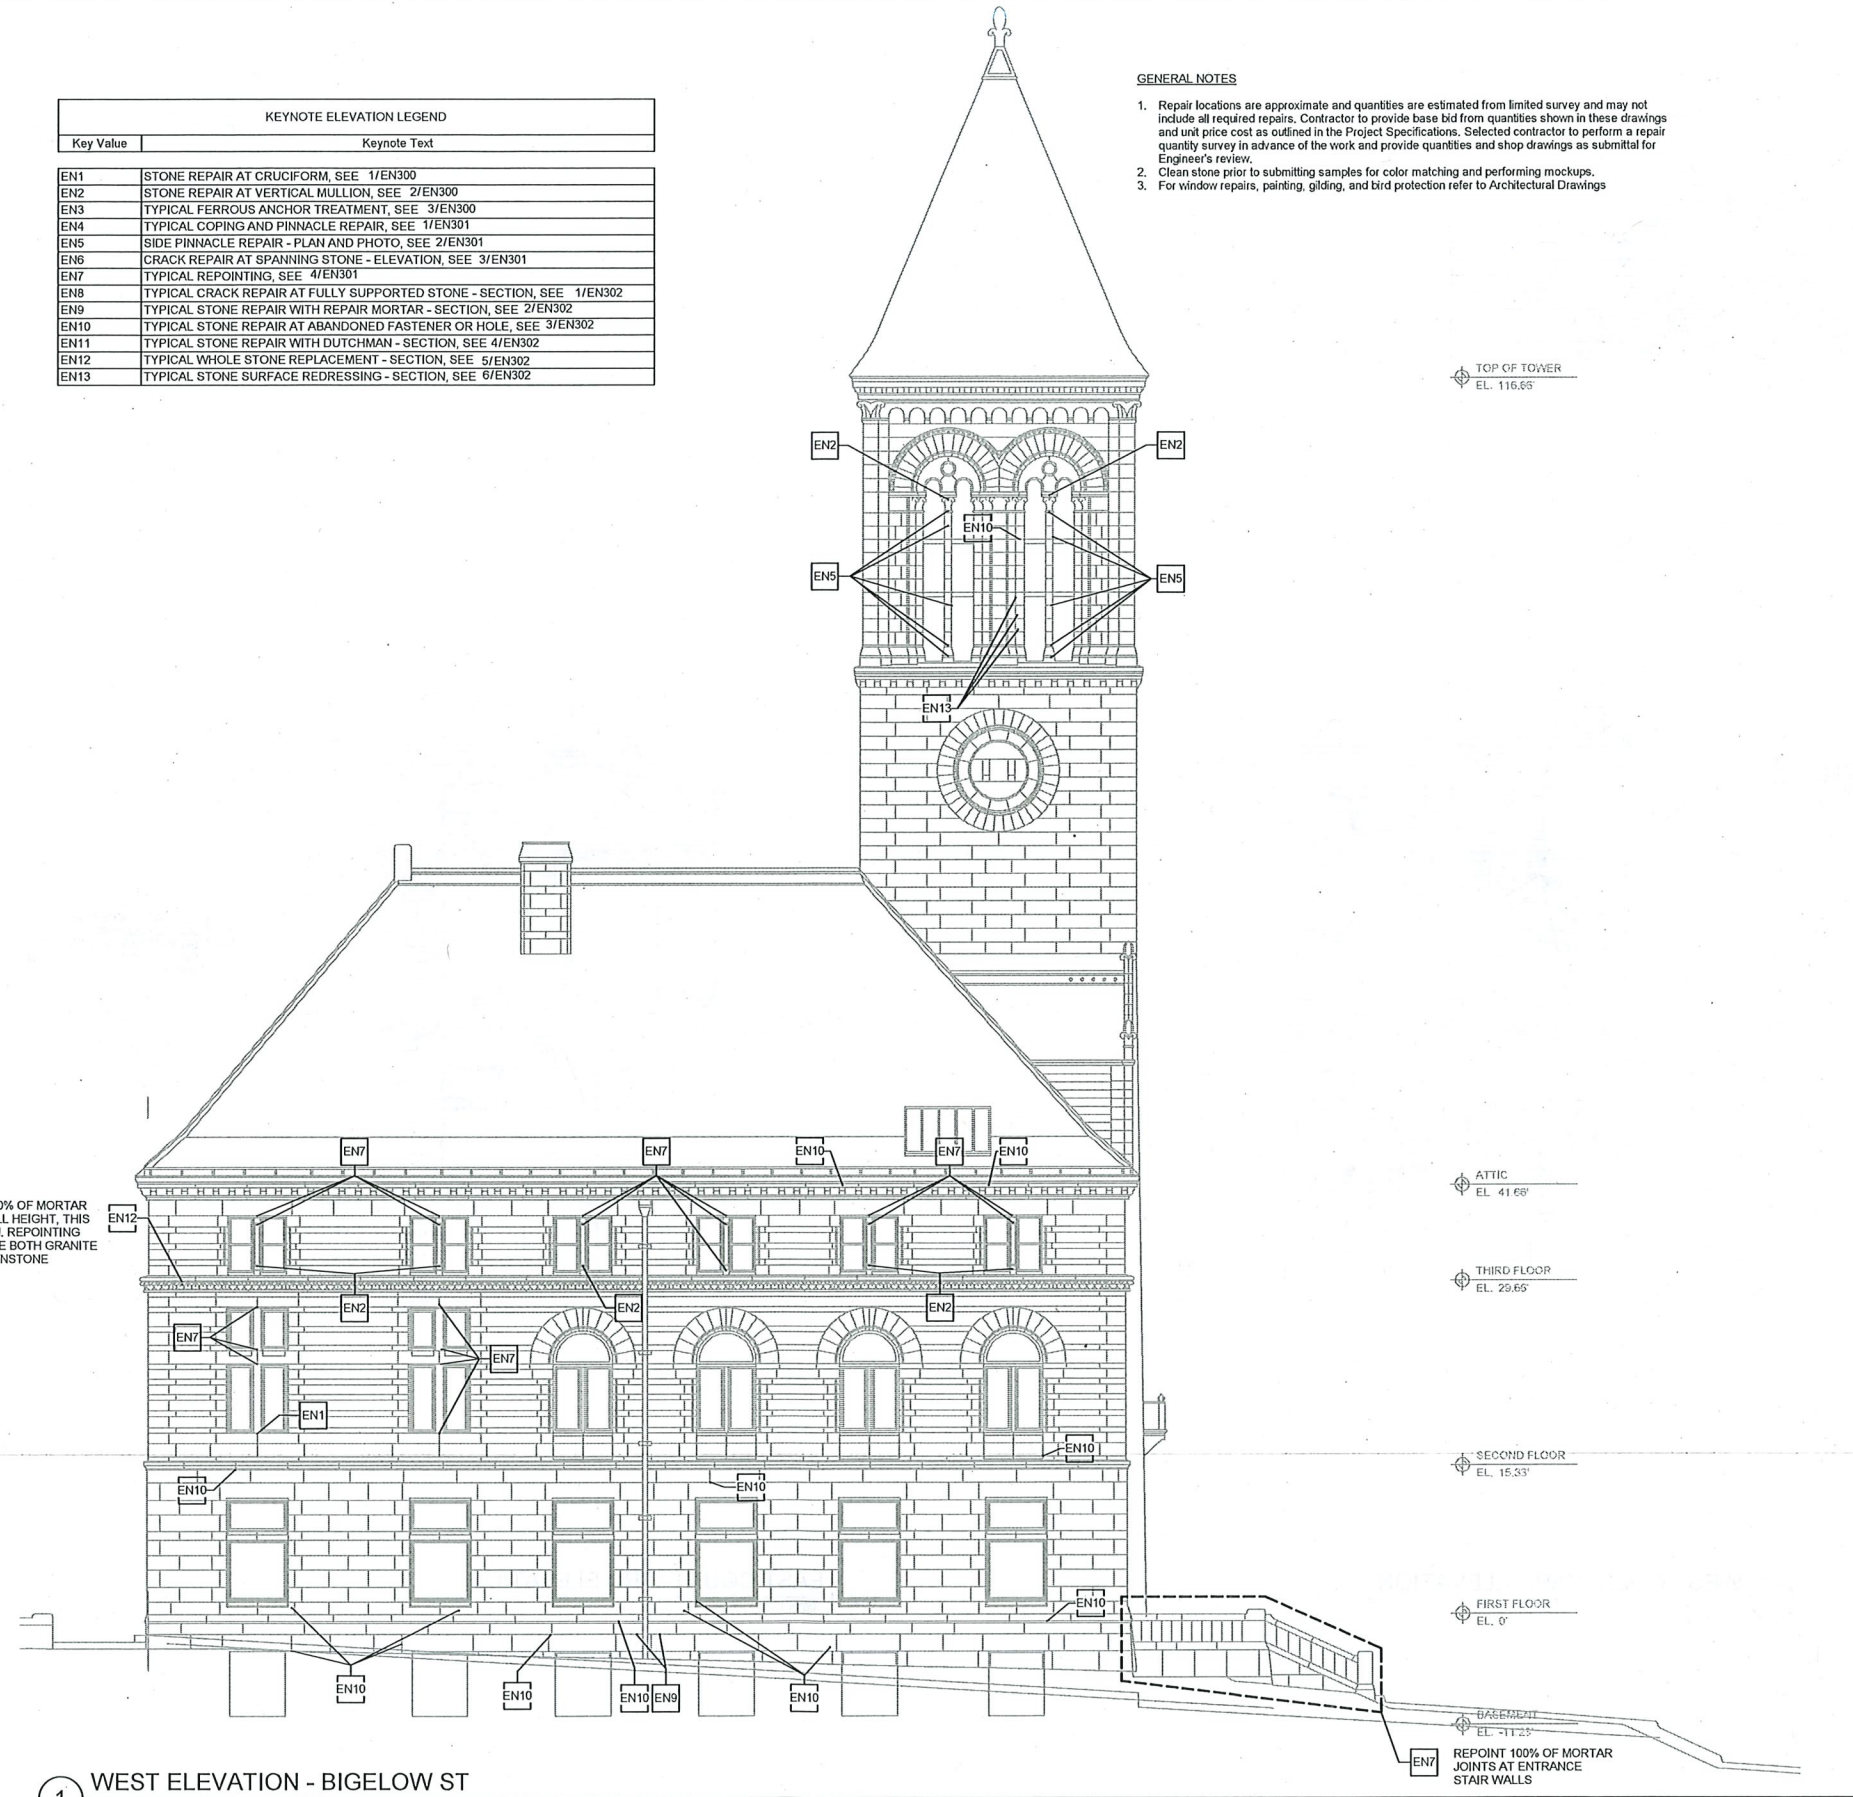 KEYNOTE ELEVATION LEGEND
Key Value Keynote Text
EN1 STONE REPAIR AT CRUCIFORM, SEE 1/EN300
EN2 STONE REPAIR AT VERTICAL MULLION, SEE 2/EN300
EN3 TYPICAL FERROUS ANCHOR TREATMENT, SEE 3/EN300
EN4 TYPICAL COPING AND PINNACLE REPAIR, SEE 1/EN301
EN5 SIDE PINNACLE REPAIR - PLAN AND PHOTO, SEE 2/EN301
EN6 CRACK REPAIR AT SPANNING STONE - ELEVATION, SEE 3/EN301
EN7 TYPICAL REPOINTING, SEE 4/EN301
EN8 TYPICAL CRACK REPAIR AT FULLY SUPPORTED STONE - SECTION, SEE 1/EN302
EN9 TYPICAL STONE REPAIR WITH REPAIR MORTAR - SECTION, SEE 2/EN302
EN10 TYPICAL STONE REPAIR AT ABANDONED FASTENER OR HOLE, SEE 3/EN302
EN11 TYPICAL STONE REPAIR WITH DUTCHMAN - SECTION, SEE 4/EN302
EN12 TYPICAL WHOLE STONE REPLACEMENT - SECTION, SEE 5/EN302
EN13 TYPICAL STONE SURFACE REDRESSING - SECTION, SEE 6/EN302
GENERAL NOTES
1. Repair locations are approximate and quantities are estimated from limited survey and may not
include all required repairs. Contractor to provide base bid from quantities shown in these drawings
and unit price cost as outlined in the Project Specifications. Selected contractor to perform a repair
quantity survey in advance of the work and provide quantities and shop drawings as submittal for
Engineer's review.
2. Clean stone prior to submitting samples for color matching and performing mockups.
3. For window repairs, painting, gilding, and bird protection refer to Architectural Drawings
TOP OF TOWER
EL. 116.66'
EN2
EN2
EN10
EN5
EN5
EN13
EN7
EN7
EN10
EN7
EN10
ATTIC
EL. 41.66'
0% OF MORTAR
LL HEIGHT, THIS
REPOINTING
E BOTH GRANITE
NSTONE
EN12
THIRD FLOOR
EL. 29.66'
EN2
EN2
EN2
EN7
EN7
EN1
EN10
SECOND FLOOR
EL. 15.33'
EN10
EN10
EN10
FIRST FLOOR
EL. 0'
EN10
EN10
EN10
EN9
EN10
BASEMENT
EN7
REPOINT 100% OF MORTAR
JOINTS AT ENTRANCE
STAIR WALLS
1
WEST ELEVATION - BIGELOW ST